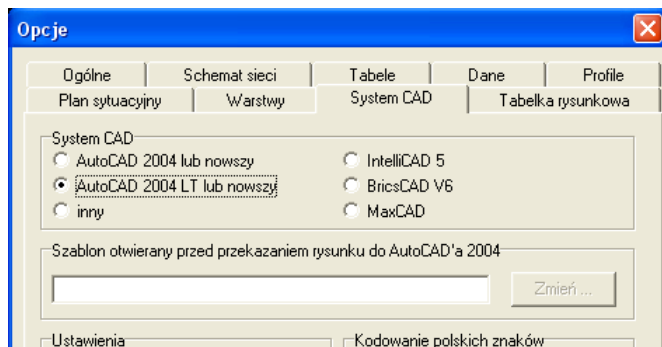 Opcje
Ogólne Schemat sieci Tabele Dane Profile
Plan sytuacyjny Warstwy System CAD Tabelka rysunkowa
System CAD
AutoCAD 2004 lub nowszy IntelliCAD 5
AutoCAD 2004 LT lub nowszy BricsCAD V6
inny MaxCAD
Szablon otwierany przed przekazaniem rysunku do AutoCAD'a 2004
Zmień ...
Ustawienia Kodowanie polskich znaków